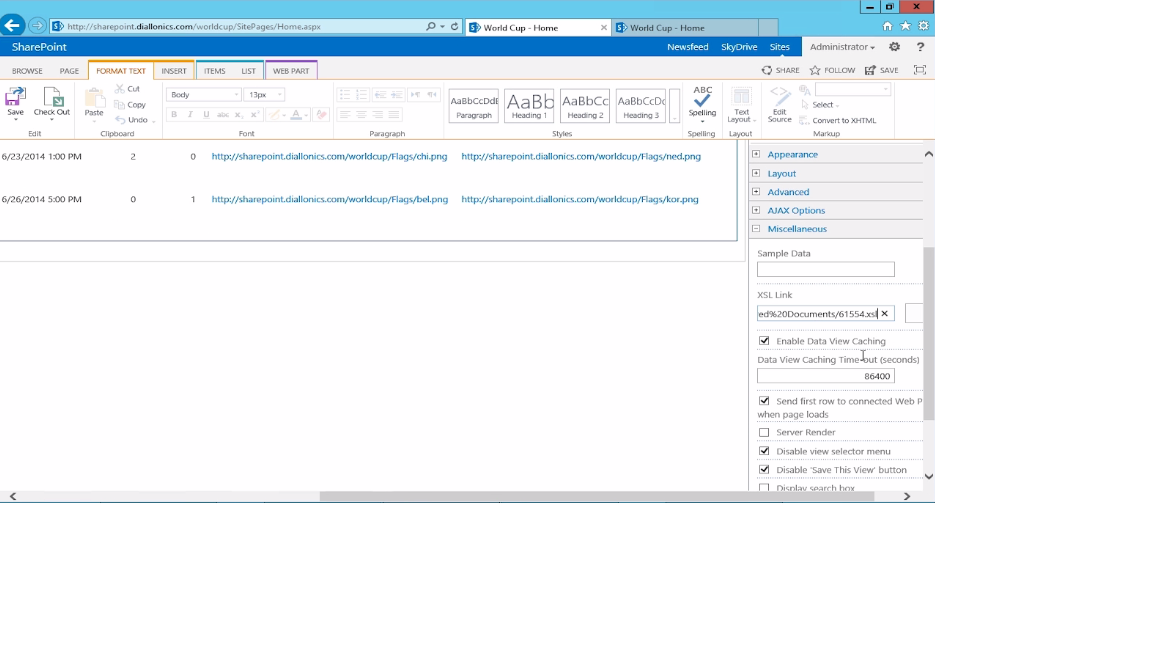 http://sharepoint.diallonics.com/worldcup/SitePages/Home.aspx
World Cup - Home
World Cup - Home
SharePoint
Newsfeed SkyDrive Sites Administrator ?
BROWSE PAGE FORMAT TEXT INSERT ITEMS LIST WEB PART
SHARE FOLLOW SAVE
Save
Check Out
Paste
Cut
Copy
Undo
Body 13px
B I U abc x₂ x² A
AaBbCcDdE AaBb AaBbCc AaBbCcDc
Paragraph Heading 1 Heading 2 Heading 3
ABC
Spelling
Text Layout
Edit Source
Select
Convert to XHTML
Edit Clipboard Font Paragraph Styles Spelling Layout Markup
6/23/2014 1:00 PM 2 0 http://sharepoint.diallonics.com/worldcup/Flags/chi.png http://sharepoint.diallonics.com/worldcup/Flags/ned.png
6/26/2014 5:00 PM 0 1 http://sharepoint.diallonics.com/worldcup/Flags/bel.png http://sharepoint.diallonics.com/worldcup/Flags/kor.png
Appearance
Layout
Advanced
AJAX Options
Miscellaneous
Sample Data
XSL Link
ed%20Documents/61554.xsl
Enable Data View Caching
Data View Caching Time-out (seconds)
86400
Send first row to connected Web P
when page loads
Server Render
Disable view selector menu
Disable 'Save This View' button
Display search box